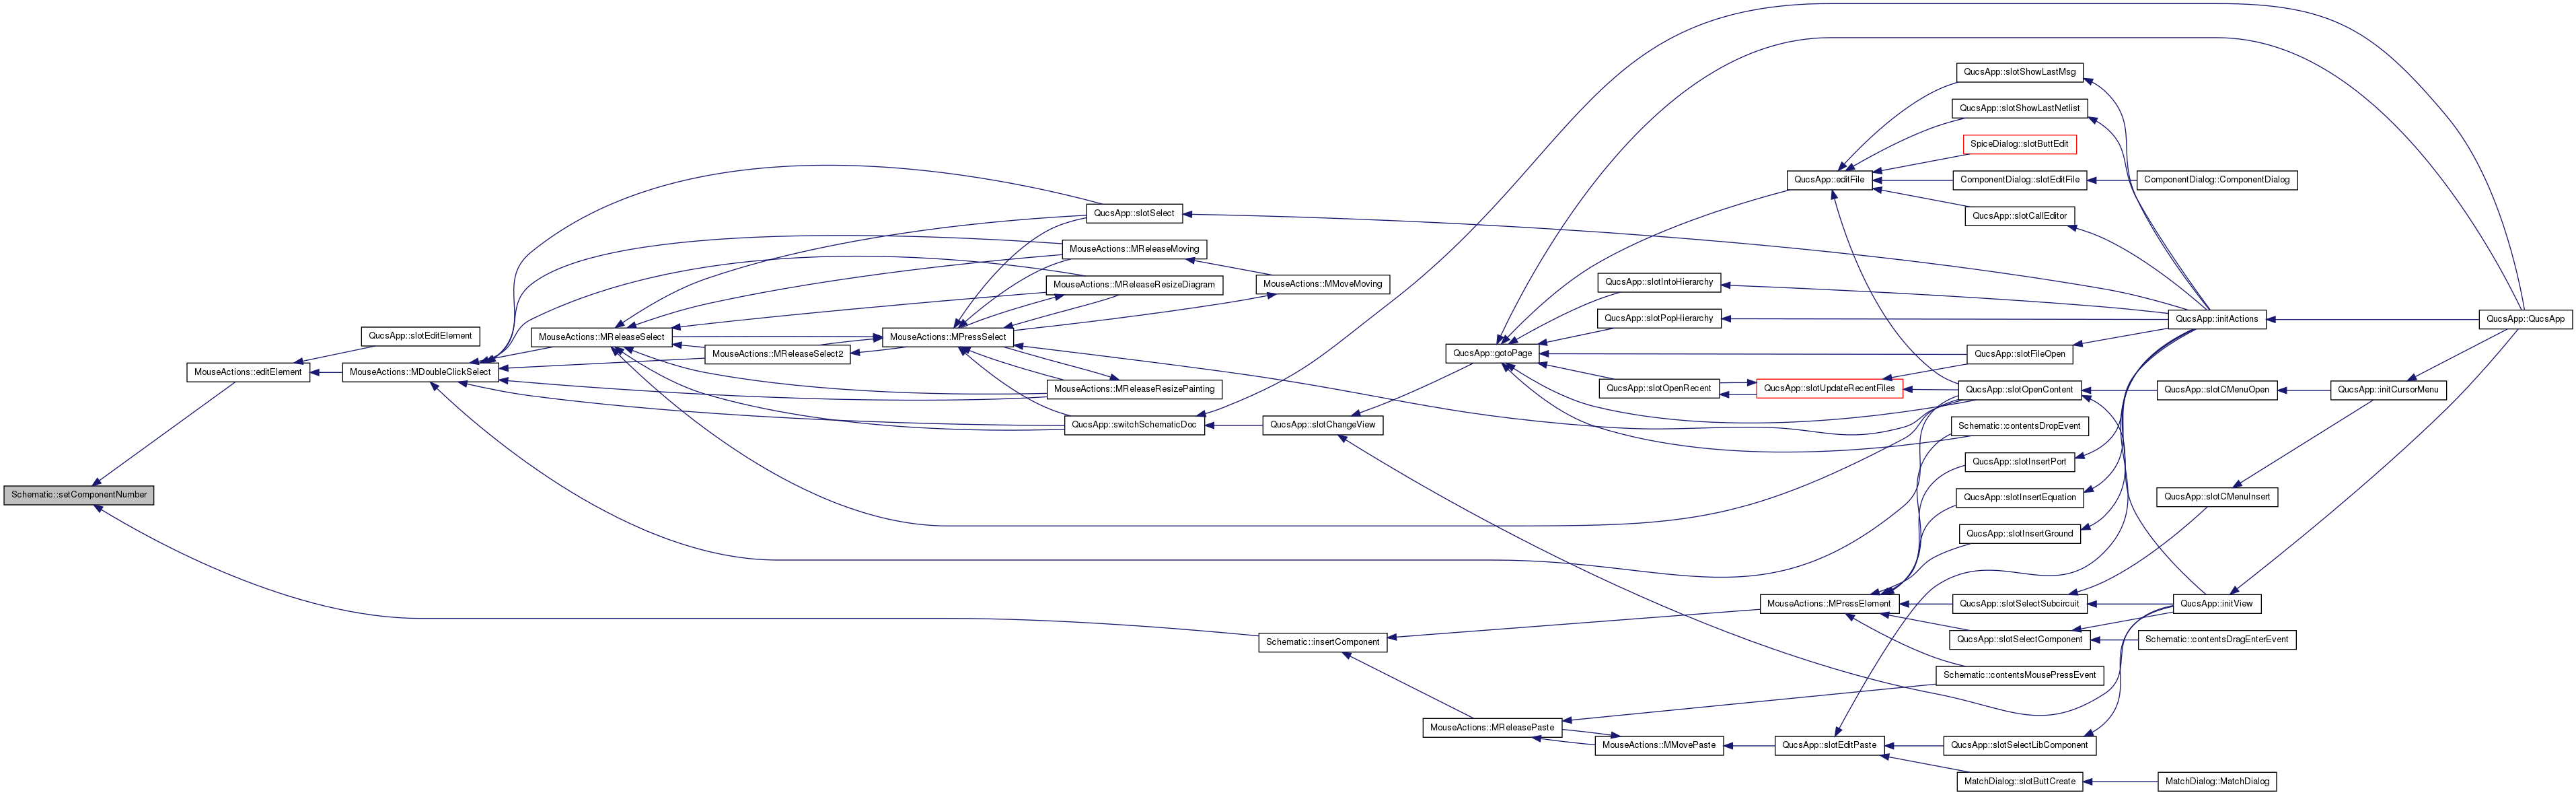 QucsApp::slotShowLastMsg
QucsApp::slotShowLastNetlist
SpiceDialog::slotButtEdit
QucsApp::editFile
ComponentDialog::slotEditFile
ComponentDialog::ComponentDialog
QucsApp::slotSelect
QucsApp::slotCallEditor
MouseActions::MReleaseMoving
MouseActions::MReleaseResizeDiagram
MouseActions::MMoveMoving
QucsApp::slotIntoHierarchy
QucsApp::slotPopHierarchy
QucsApp::initActions
QucsApp::QucsApp
QucsApp::slotEditElement
MouseActions::MReleaseSelect
MouseActions::MPressSelect
MouseActions::MReleaseSelect2
QucsApp::gotoPage
QucsApp::slotFileOpen
MouseActions::editElement
MouseActions::MDoubleClickSelect
MouseActions::MReleaseResizePainting
QucsApp::slotOpenRecent
QucsApp::slotUpdateRecentFiles
QucsApp::slotOpenContent
QucsApp::slotCMenuOpen
QucsApp::initCursorMenu
QucsApp::switchSchematicDoc
QucsApp::slotChangeView
Schematic::contentsDropEvent
QucsApp::slotInsertPort
Schematic::setComponentNumber
QucsApp::slotInsertEquation
QucsApp::slotCMenuInsert
QucsApp::slotInsertGround
MouseActions::MPressElement
QucsApp::slotSelectSubcircuit
QucsApp::initView
Schematic::insertComponent
QucsApp::slotSelectComponent
Schematic::contentsDragEnterEvent
Schematic::contentsMousePressEvent
MouseActions::MReleasePaste
MouseActions::MMovePaste
QucsApp::slotEditPaste
QucsApp::slotSelectLibComponent
MatchDialog::slotButtCreate
MatchDialog::MatchDialog